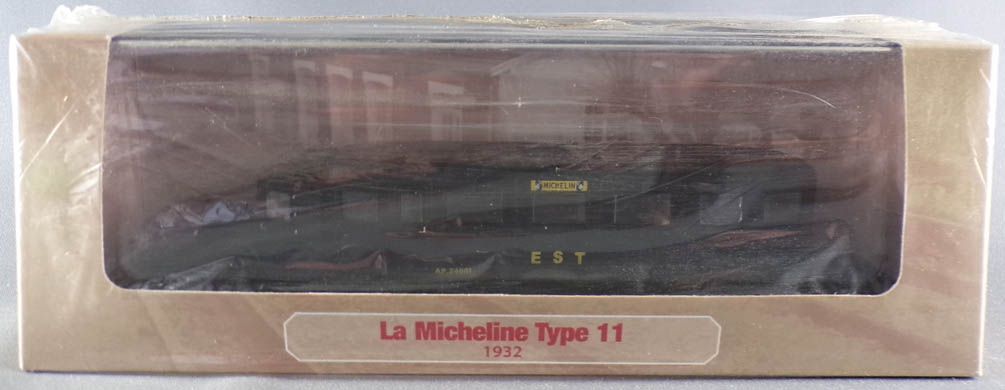 MICHELIN
EST
La Micheline Type 11
1932